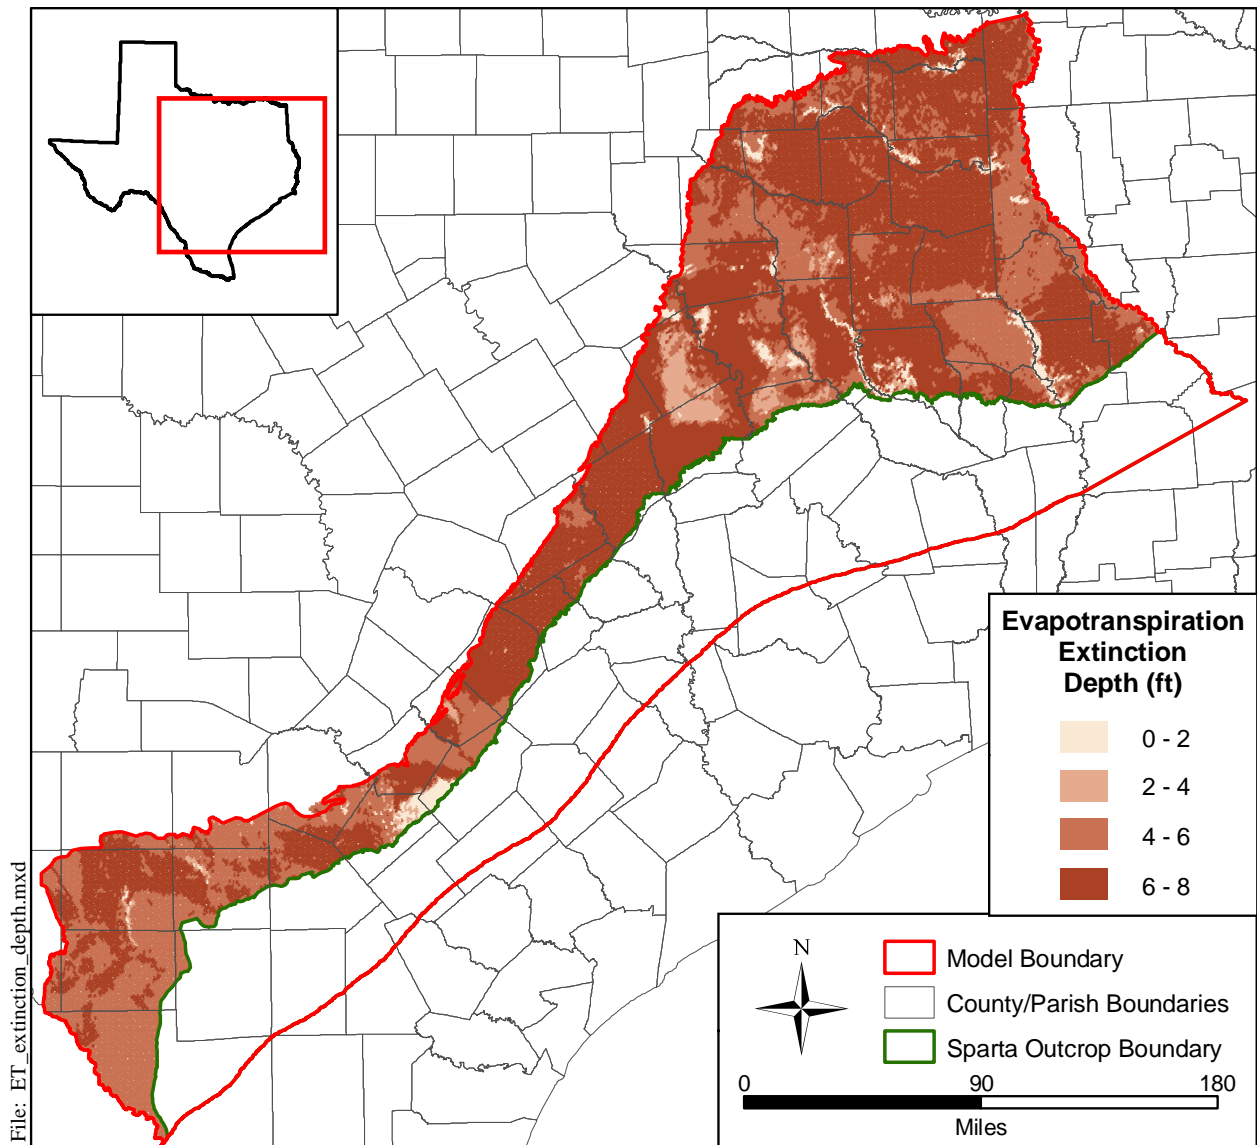 Evapotranspiration
Extinction
Depth (ft)
0 - 2
2 - 4
4 - 6
6 - 8
N
Model Boundary
County/Parish Boundaries
Sparta Outcrop Boundary
0 90 180
Miles
File: ET_extinction_depth.mxd